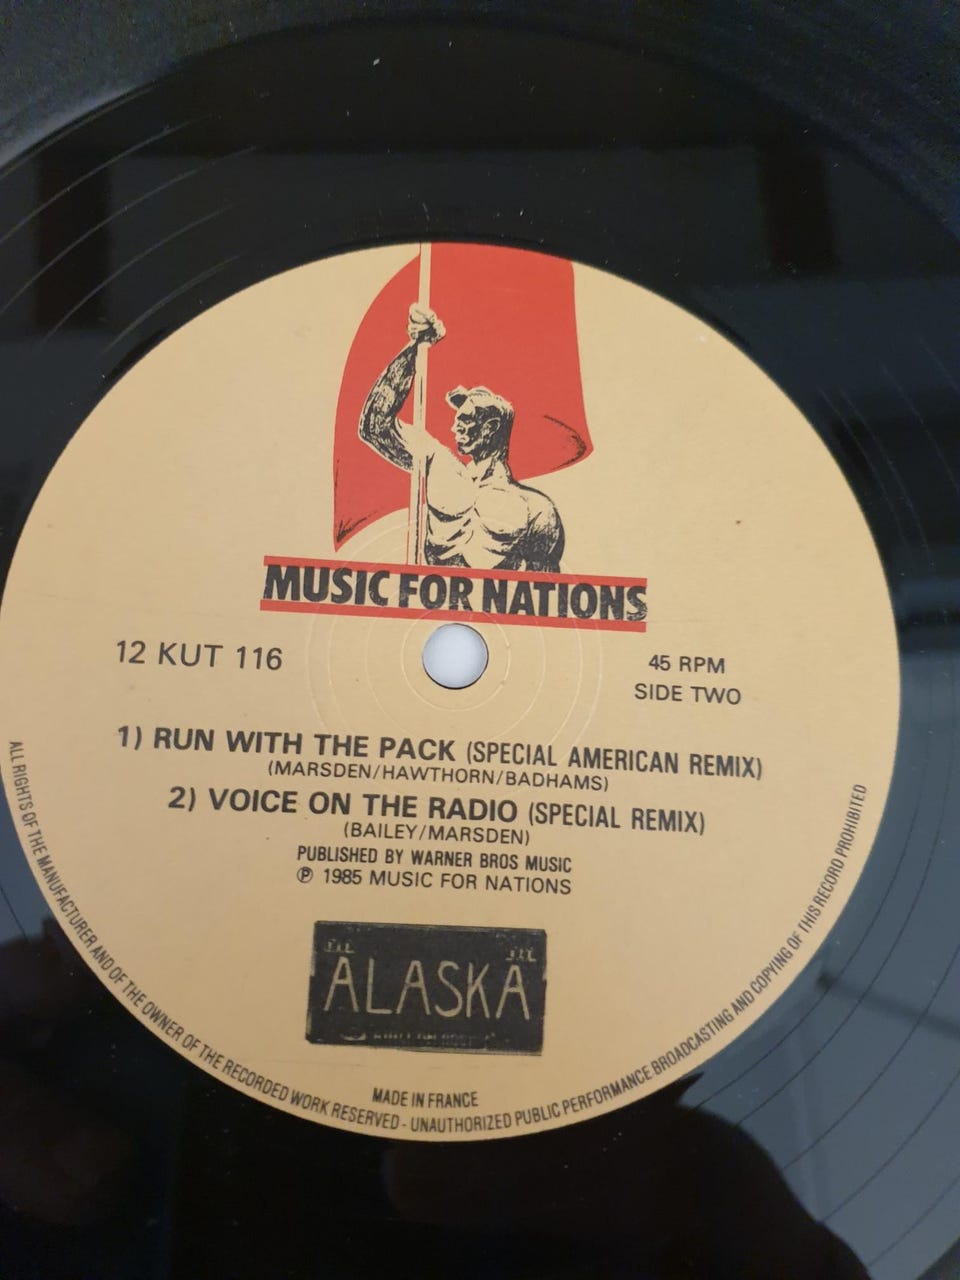 MUSIC FOR NATIONS
12 KUT 116
45 RPM
SIDE TWO
1) RUN WITH THE PACK (SPECIAL AMERICAN REMIX)
(MARSDEN/HAWTHORN/BADHAMS)
2) VOICE ON THE RADIO (SPECIAL REMIX)
(BAILEY/MARSDEN)
PUBLISHED BY WARNER BROS MUSIC
℗ 1985 MUSIC FOR NATIONS
ALASKA
MADE IN FRANCE
ALL RIGHTS OF THE MANUFACTURER AND OF THE OWNER OF THE RECORDED WORK RESERVED - UNAUTHORIZED PUBLIC PERFORMANCE BROADCASTING AND COPYING OF THIS RECORD PROHIBITED